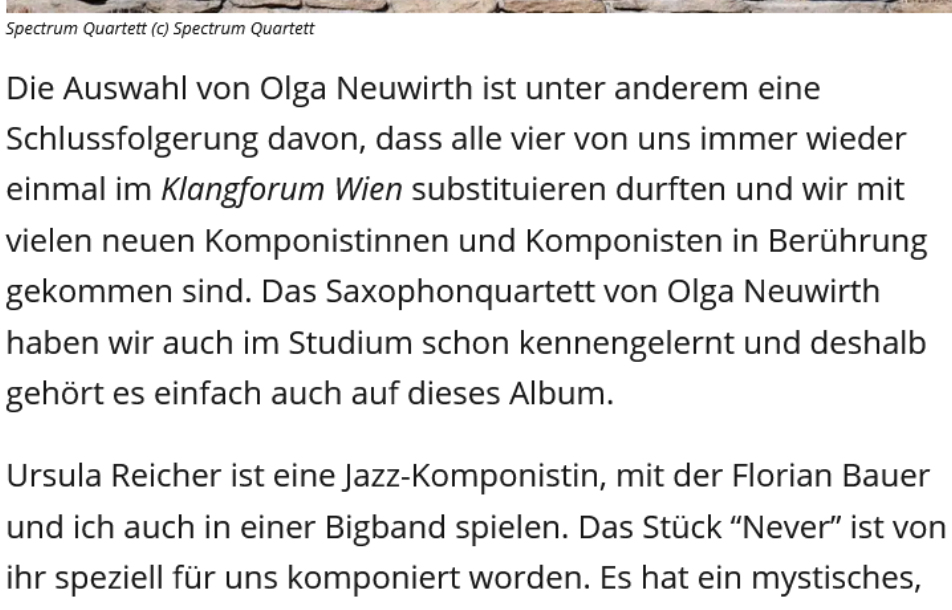 Spectrum Quartett (c) Spectrum Quartett
Die Auswahl von Olga Neuwirth ist unter anderem eine
Schlussfolgerung davon, dass alle vier von uns immer wieder
einmal im Klangforum Wien substituieren durften und wir mit
vielen neuen Komponistinnen und Komponisten in Berührung
gekommen sind. Das Saxophonquartett von Olga Neuwirth
haben wir auch im Studium schon kennengelernt und deshalb
gehört es einfach auch auf dieses Album.
Ursula Reicher ist eine Jazz-Komponistin, mit der Florian Bauer
und ich auch in einer Bigband spielen. Das Stück “Never” ist von
ihr speziell für uns komponiert worden. Es hat ein mystisches,